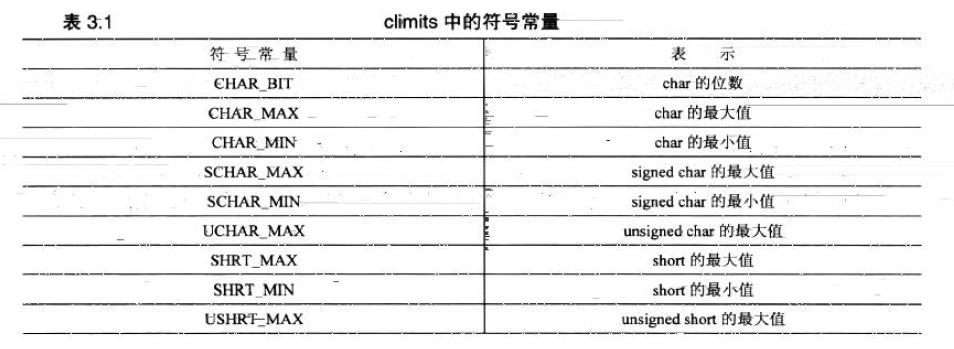 表 3.1 climits 中的符号常量
符 号 常 量 表 示
CHAR_BIT char 的位数
CHAR_MAX char 的最大值
CHAR_MIN char 的最小值
SCHAR_MAX signed char 的最大值
SCHAR_MIN signed char 的最小值
UCHAR_MAX unsigned char 的最大值
SHRT_MAX short 的最大值
SHRT_MIN short 的最小值
USHRT_MAX unsigned short 的最大值